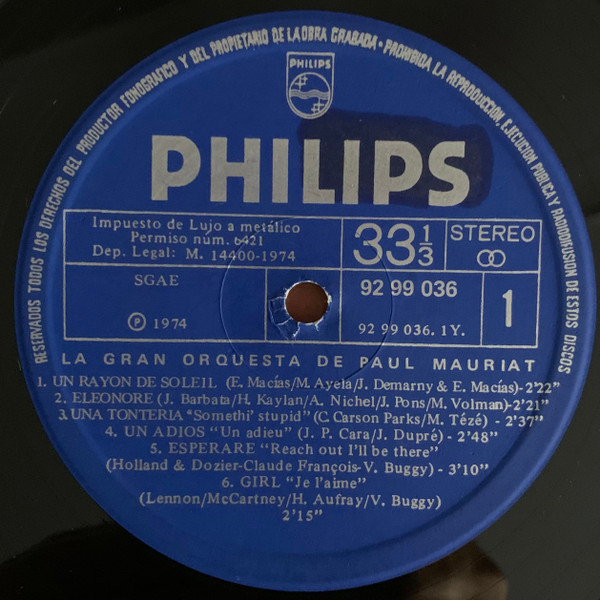 RESERVADOS TODOS LOS DERECHOS DEL PRODUCTOR FONOGRAFICO Y DEL PROPIETARIO DE LA OBRA GRABADA - PROHIBIDA LA REPRODUCCION, EJECUCION PUBLICA Y RADIODIFUSION DE ESTOS DISCOS
PHILIPS
PHILIPS
Impuesto de Lujo a metálico
Permiso núm. 6421
Dep. Legal: M. 14400-1974
33 1/3
STEREO
SGAE
℗ 1974
92 99 036
92 99 036. 1Y.
1
LA GRAN ORQUESTA DE PAUL MAURIAT
1. UN RAYON DE SOLEIL (E. Macías/M. Ayela/J. Demarny & E. Macías)-2'22"
2. ELEONORE (J. Barbata/H. Kaylan/A. Nichel/J. Pons/M. Volman)-2'21"
3. UNA TONTERIA "Somethi' stupid" (C. Carson Parks/M. Tézé) - 2'37"
4. UN ADIOS "Un adieu" (J. P. Cara/J. Dupré) - 2'48"
5. ESPERARE "Reach out I'll be there"
(Holland & Dozier-Claude François-V. Buggy) - 3'10"
6. GIRL "Je l'aime"
(Lennon/McCartney/H. Aufray/V. Buggy)
2'15"